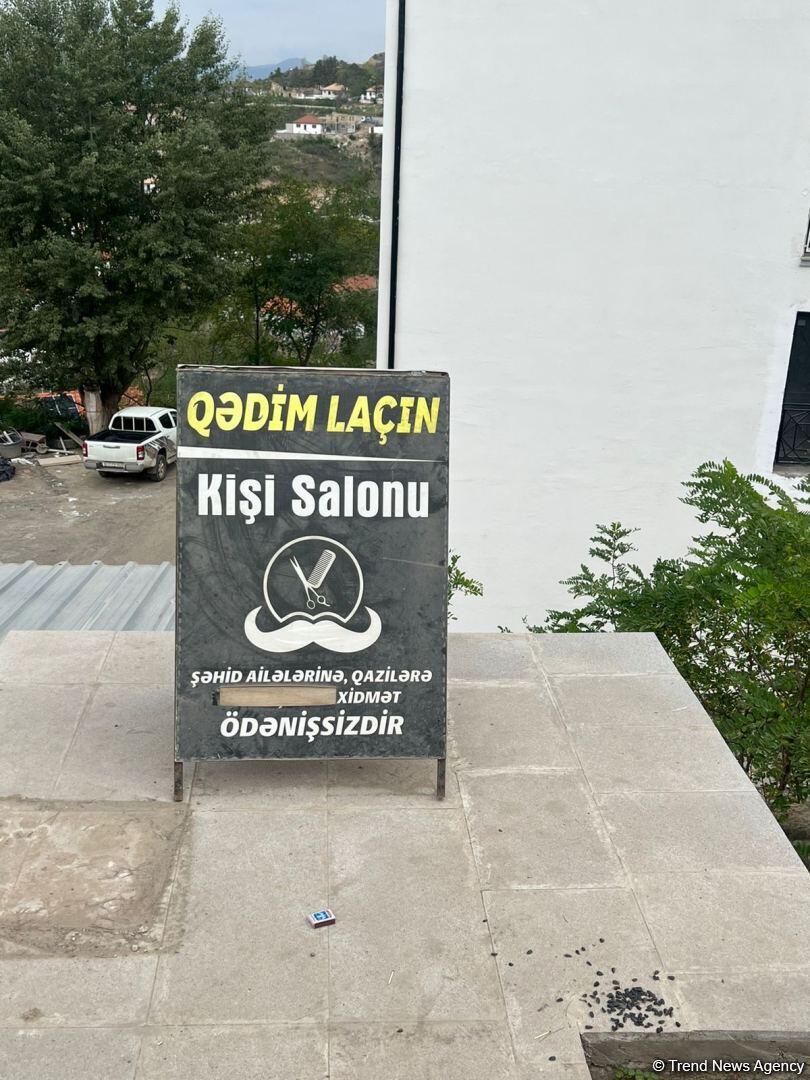 QƏDİM LAÇIN
Kişi Salonu
ŞƏHİD AİLƏLƏRİNƏ, QAZİLƏRƏ
XİDMƏT
ÖDƏNİŞSİZDİR
© Trend News Agency